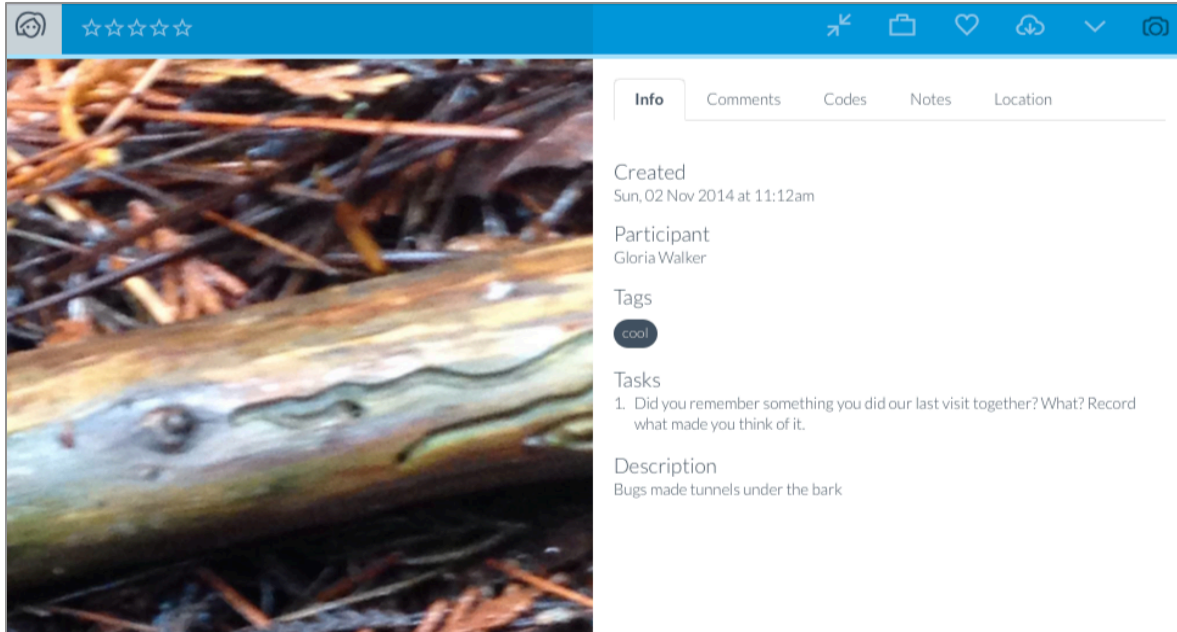 Info Comments Codes Notes Location
Created
Sun, 02 Nov 2014 at 11:12am
Participant
Gloria Walker
Tags
cool
Tasks
1. Did you remember something you did our last visit together? What? Record
what made you think of it.
Description
Bugs made tunnels under the bark